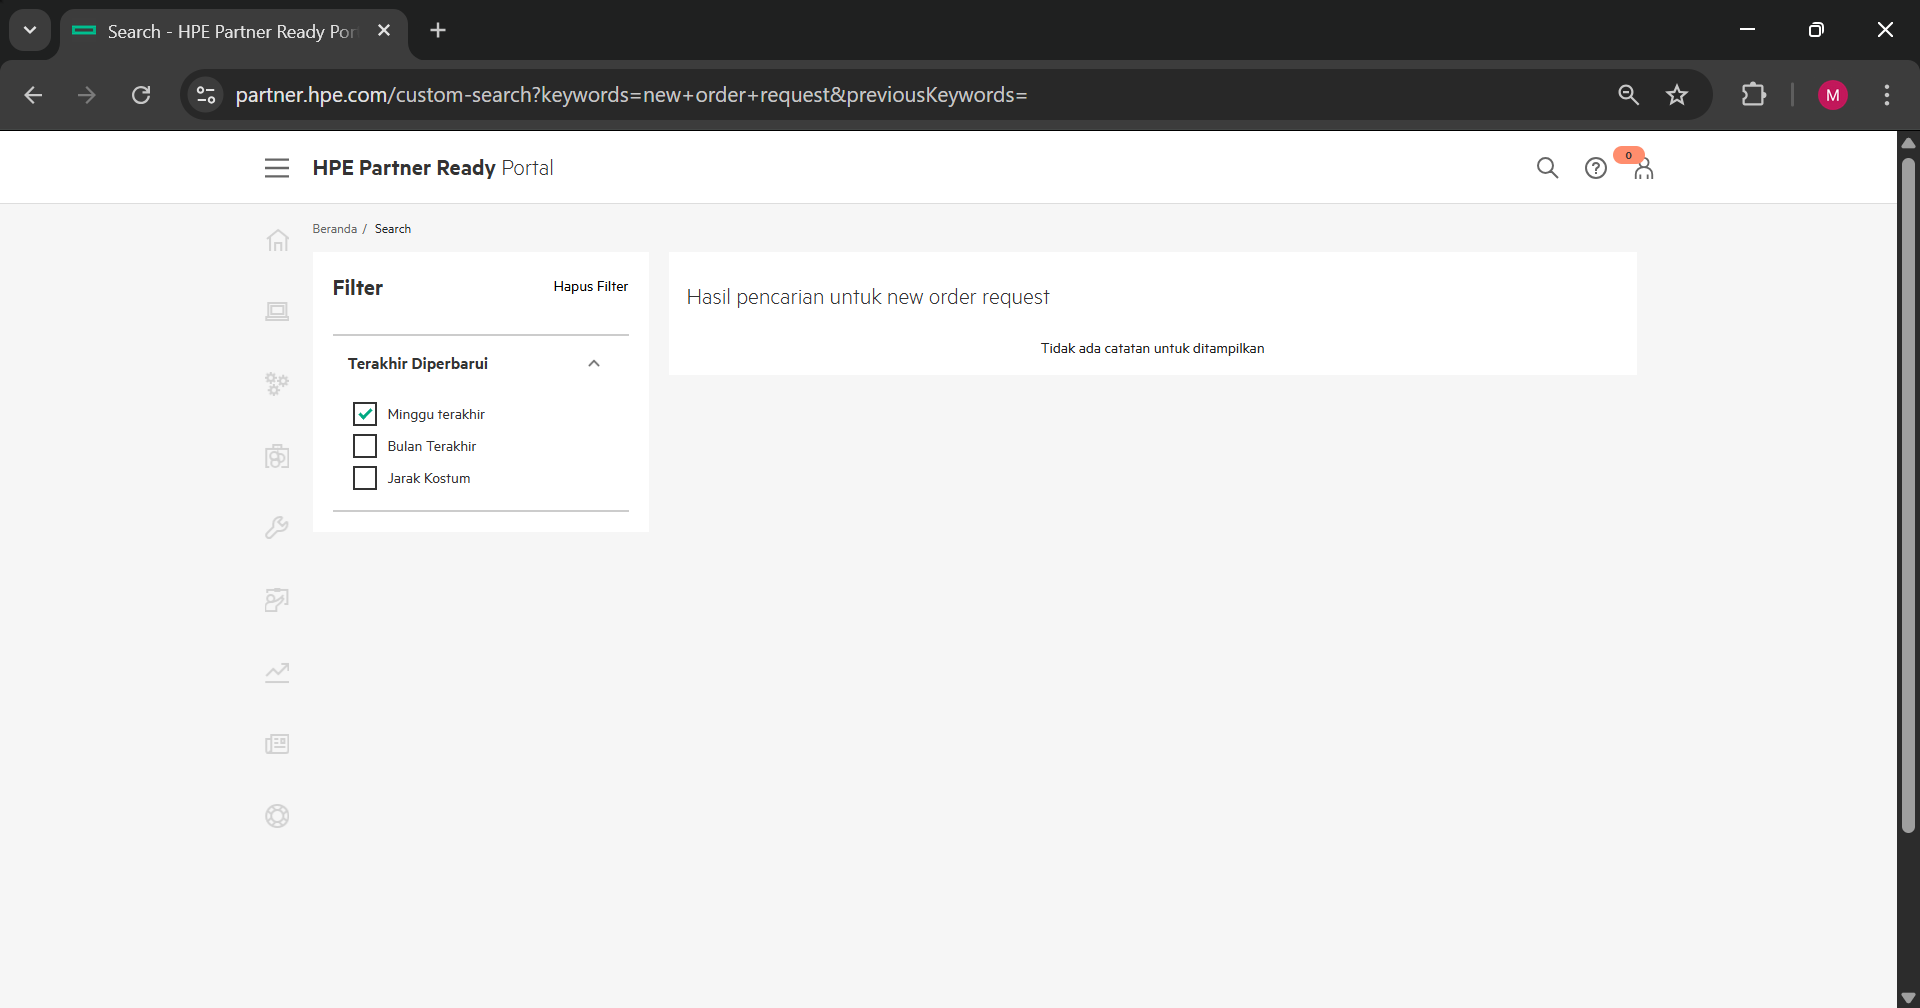 Search - HPE Partner Ready Por
partner.hpe.com/custom-search?keywords=new+order+request&previousKeywords=
M
HPE Partner Ready Portal
0
Beranda / Search
Filter
Hapus Filter
Terakhir Diperbarui
Minggu terakhir
Bulan Terakhir
Jarak Kostum
Hasil pencarian untuk new order request
Tidak ada catatan untuk ditampilkan